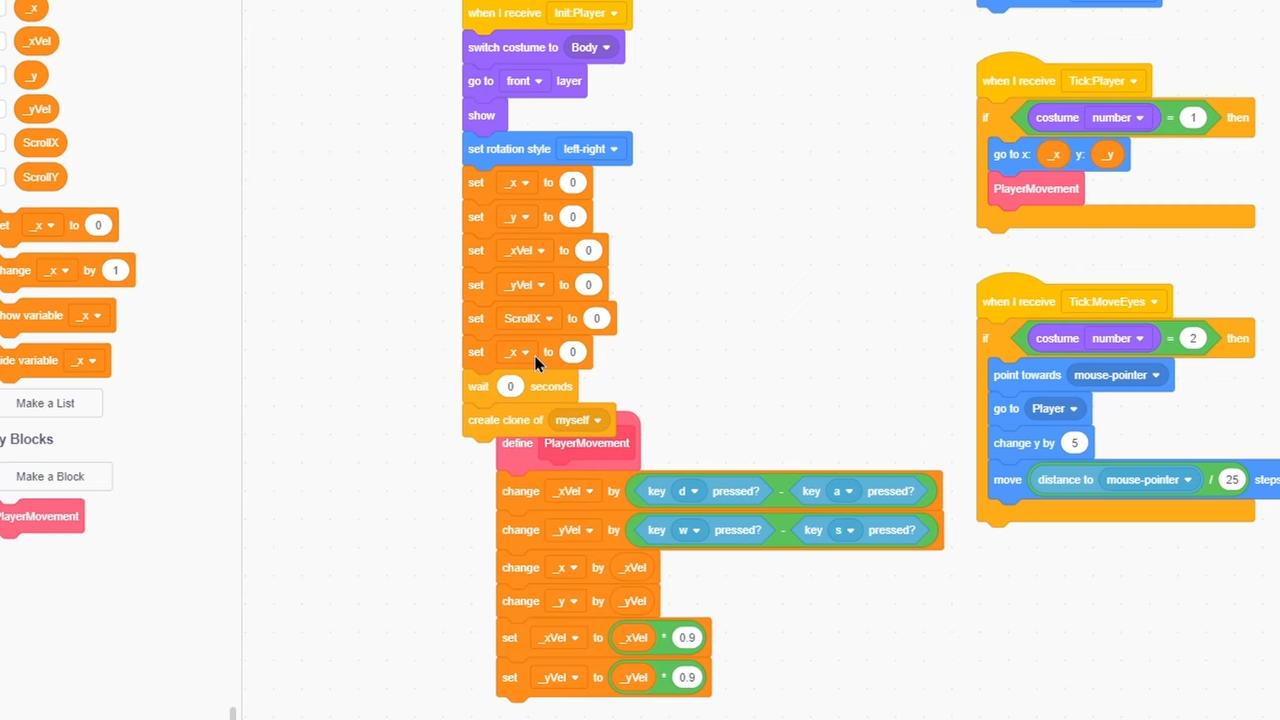 _x
_xVel
_y
_yVel
ScrollX
ScrollY
et _x to 0
hange _x by 1
how variable _x
ide variable _x
Make a List
y Blocks
Make a Block
PlayerMovement
when I receive Init:Player
switch costume to Body
go to front layer
show
set rotation style left-right
set _x to 0
set _y to 0
set _xVel to 0
set _yVel to 0
set ScrollX to 0
set _x to 0
wait 0 seconds
create clone of myself
define PlayerMovement
change _xVel by key d pressed? - key a pressed?
change _yVel by key w pressed? - key s pressed?
change _x by _xVel
change _y by _yVel
set _xVel to _xVel * 0.9
set _yVel to _yVel * 0.9
when I receive Tick:Player
if costume number = 1 then
go to x: _x y: _y
PlayerMovement
when I receive Tick:MoveEyes
if costume number = 2 then
point towards mouse-pointer
go to Player
change y by 5
move distance to mouse-pointer / 25 steps